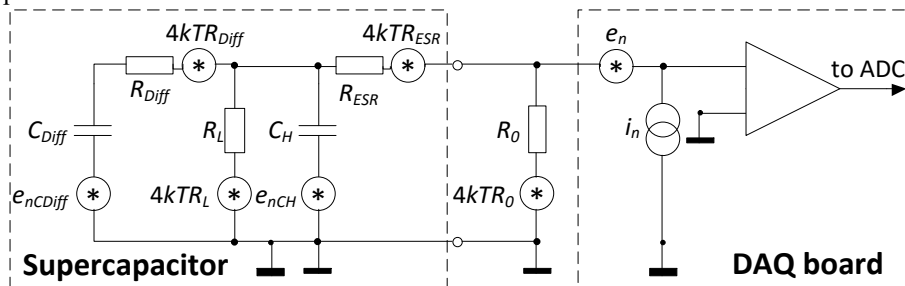 4kTR_Diff
4kTR_ESR
e_n
*
*
*
to ADC
R_Diff
R_ESR
C_Diff
R_L
C_H
R_0
i_n
e_nCDiff
*
4kTR_L
*
e_nCH
*
4kTR_0
*
Supercapacitor
DAQ board